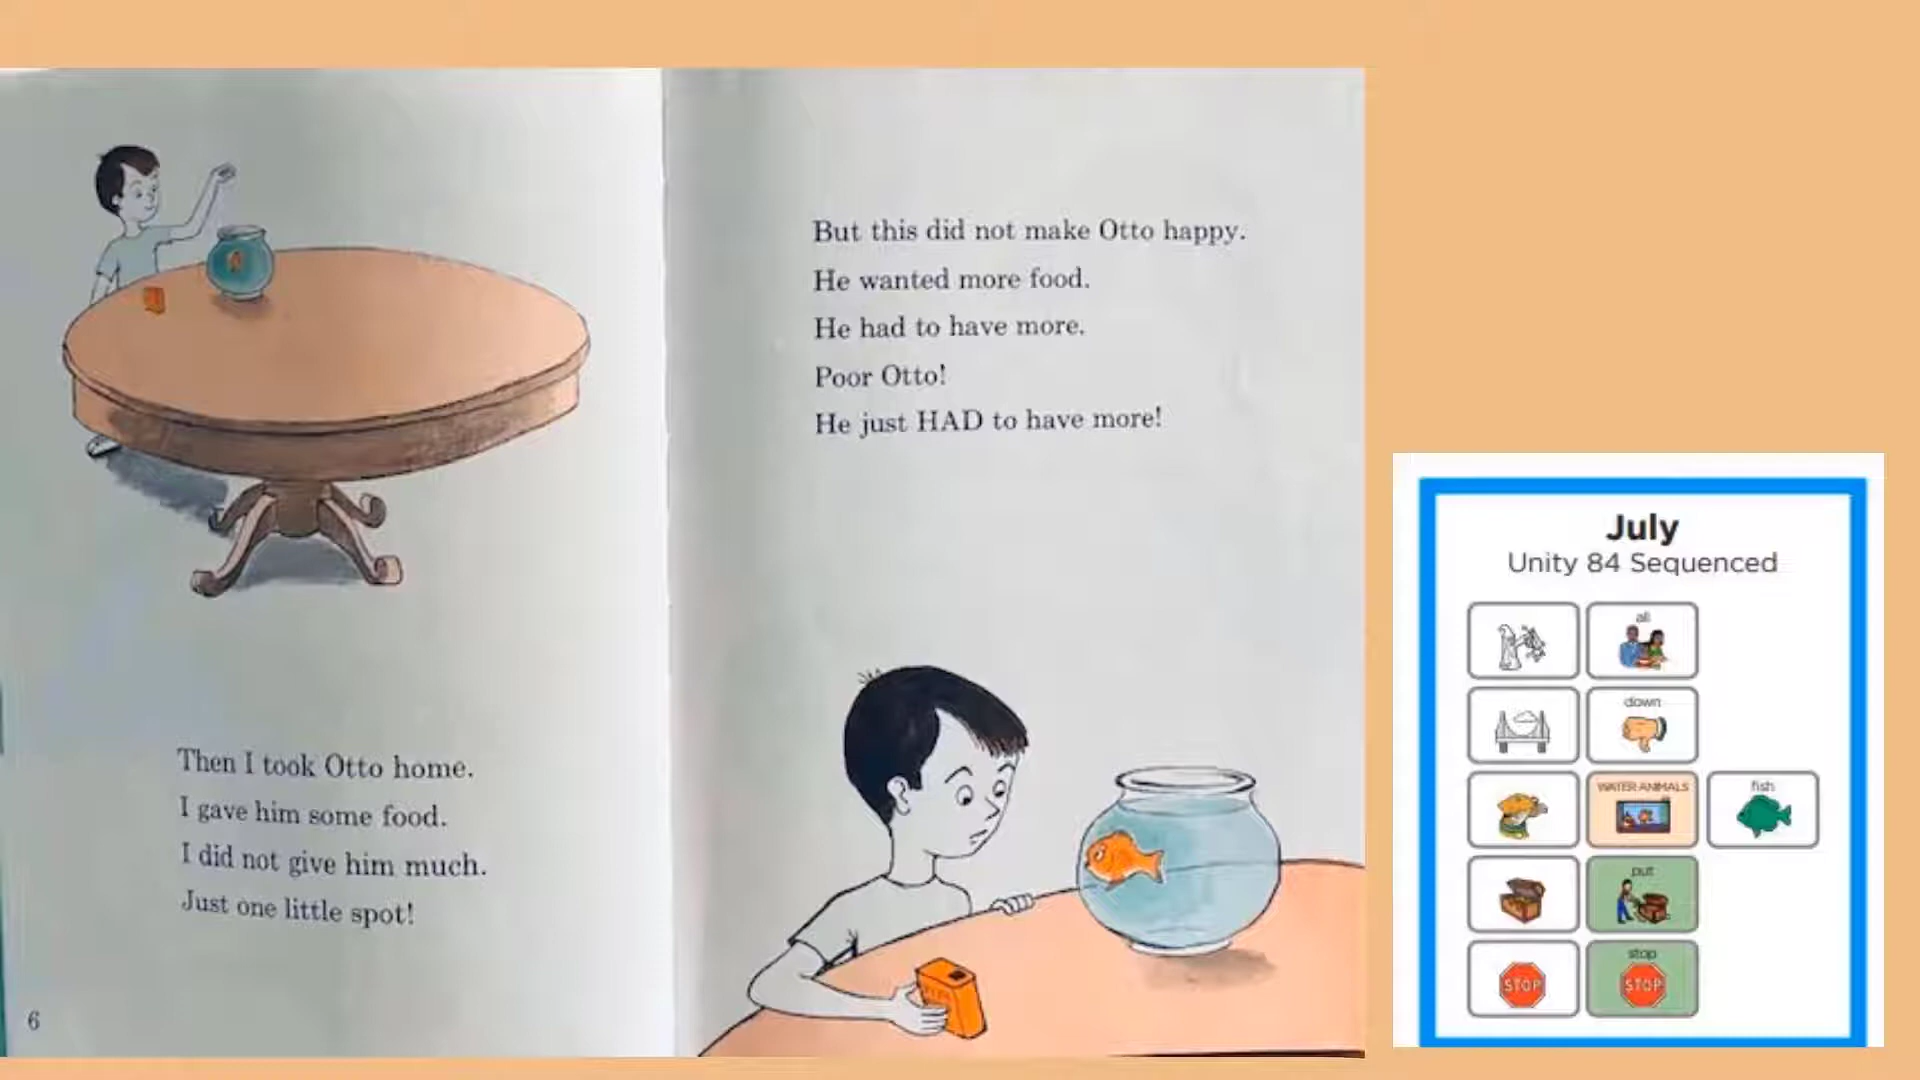 Then I took Otto home.
I gave him some food.
I did not give him much.
Just one little spot!
6
But this did not make Otto happy.
He wanted more food.
He had to have more.
Poor Otto!
He just HAD to have more!
July
Unity 84 Sequenced
all
down
WATER ANIMALS
fish
put
stop
STOP
STOP